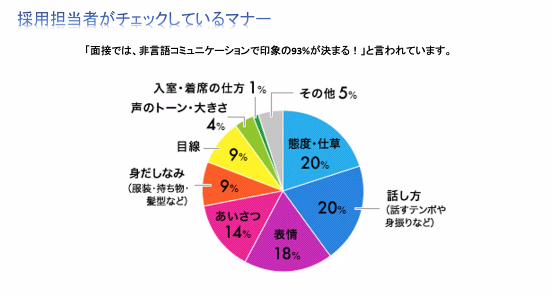 採用担当者がチェックしているマナー
「面接では、非言語コミュニケーションで印象の93%が決まる！」と言われています。
入室・着席の仕方 1%
その他 5%
声のトーン・大きさ
4%
態度・仕草
20%
目線
9%
身だしなみ
(服装・持ち物・
髪型など)
9%
話し方
(話すテンポや
身振りなど)
20%
あいさつ
14%
表情
18%